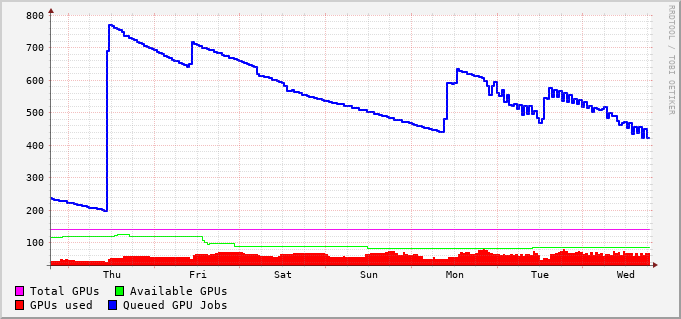 800
700
600
500
400
300
200
100
Thu Fri Sat Sun Mon Tue Wed
Total GPUs Available GPUs
GPUs used Queued GPU Jobs
RRDTOOL / TOBI OETIKER